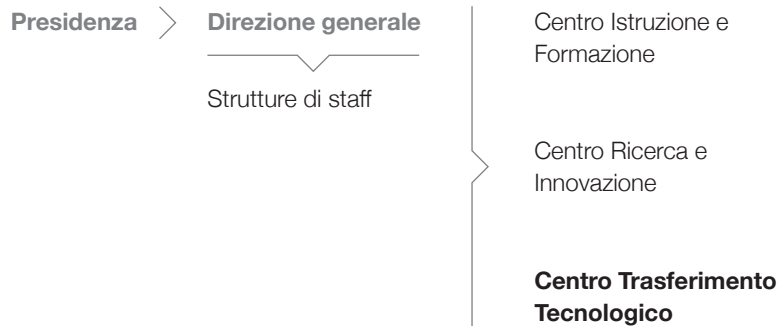 Presidenza
Direzione generale
Strutture di staff
Centro Istruzione e
Formazione
Centro Ricerca e
Innovazione
Centro Trasferimento
Tecnologico